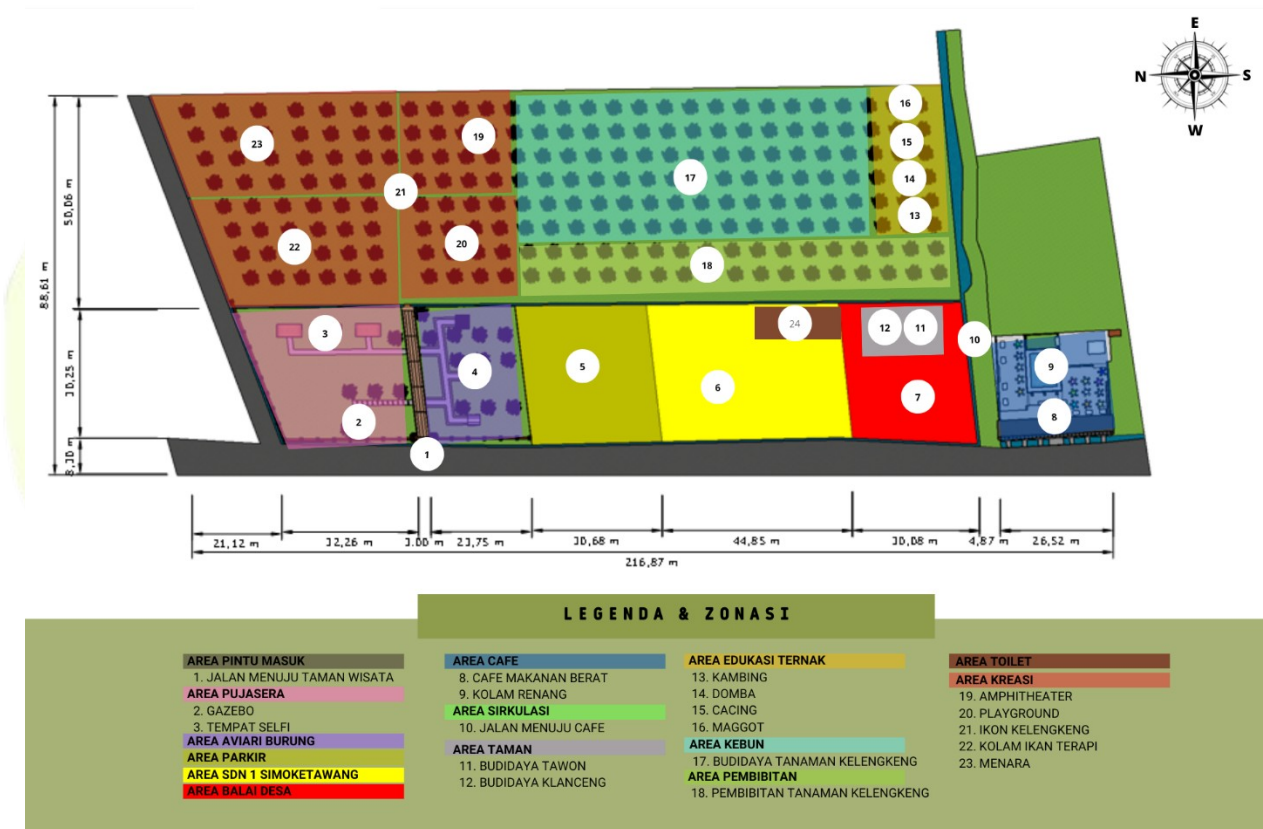 E
N
S
W
16
15
14
13
23
19
21
17
22
20
18
3
4
5
6
24
12
11
10
7
9
8
2
1
50,06 m
88,61 m
30,25 m
8,30 m
21,12 m
32,26 m
3,00 m
23,75 m
30,68 m
44,85 m
30,08 m
4,87 m
26,52 m
216,87 m
LEGENDA & ZONASI
AREA PINTU MASUK
1. JALAN MENUJU TAMAN WISATA
AREA PUJASERA
2. GAZEBO
3. TEMPAT SELFI
AREA AVIARI BURUNG
AREA PARKIR
AREA SDN 1 SIMOKETAWANG
AREA BALAI DESA
AREA CAFE
8. CAFE MAKANAN BERAT
9. KOLAM RENANG
AREA SIRKULASI
10. JALAN MENUJU CAFE
AREA TAMAN
11. BUDIDAYA TAWON
12. BUDIDAYA KLANCENG
AREA EDUKASI TERNAK
13. KAMBING
14. DOMBA
15. CACING
16. MAGGOT
AREA KEBUN
17. BUDIDAYA TANAMAN KELENGKENG
AREA PEMBIBITAN
18. PEMBIBITAN TANAMAN KELENGKENG
AREA TOILET
AREA KREASI
19. AMPHITHEATER
20. PLAYGROUND
21. IKON KELENGKENG
22. KOLAM IKAN TERAPI
23. MENARA